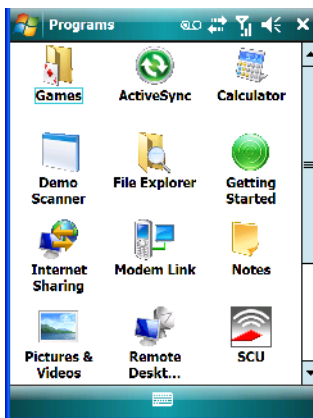 Programs
Games ActiveSync Calculator
Demo Scanner File Explorer Getting Started
Internet Sharing Modem Link Notes
Pictures & Videos Remote Deskt... SCU